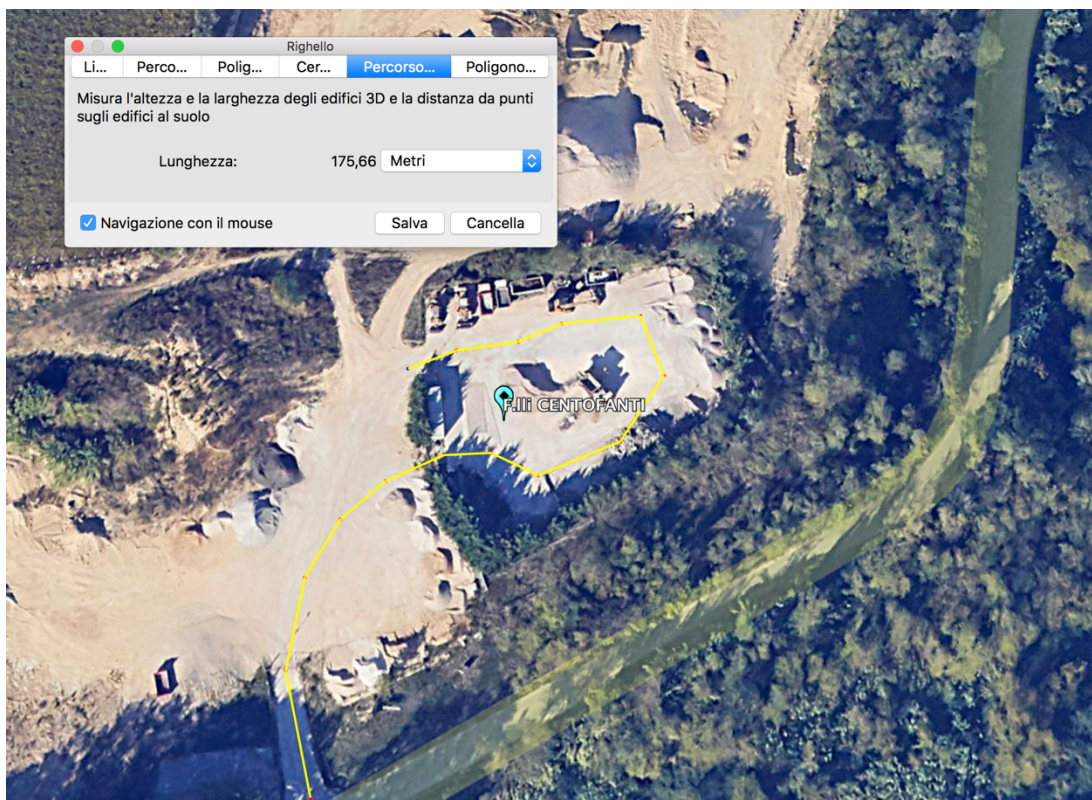 Righello
Li...
Perco...
Polig...
Cer...
Percorso...
Poligono...
Misura l'altezza e la larghezza degli edifici 3D e la distanza da punti
sugli edifici al suolo
Lunghezza:
175,66
Metri
Navigazione con il mouse
Salva
Cancella
F.lli CENTOFANTI